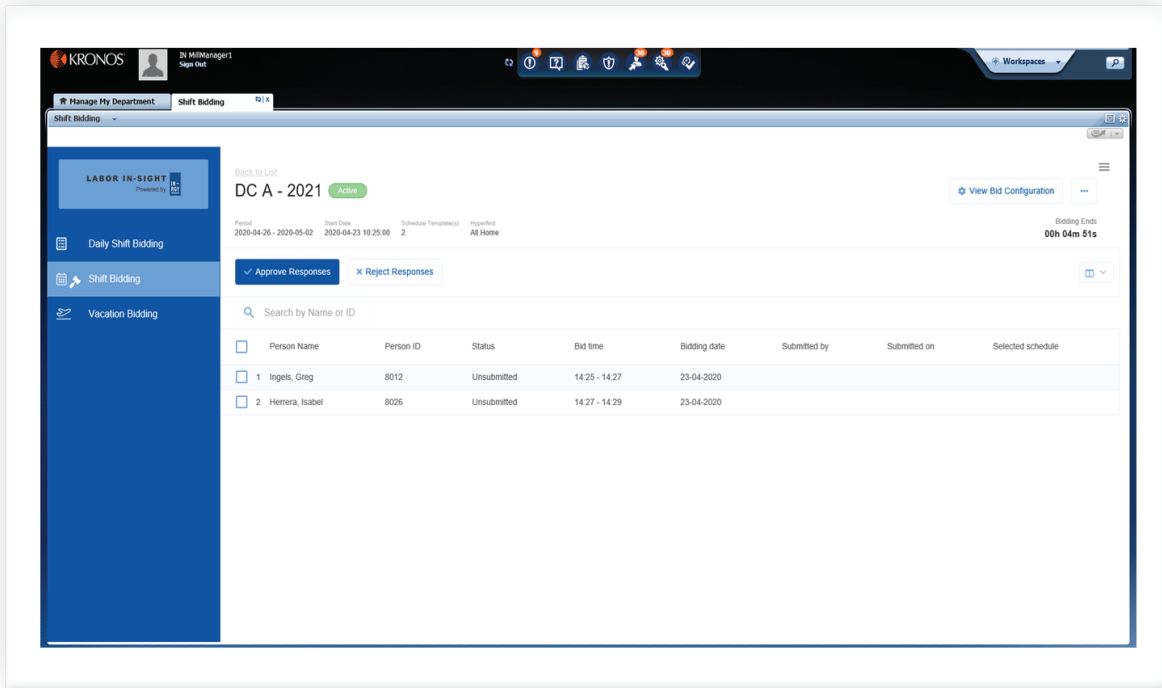 KRONOS
IN MillManager1
Sign Out
9
30
30
Workspaces
Manage My Department
Shift Bidding
x
Shift Bidding
LABOR IN-SIGHT
Powered by
Daily Shift Bidding
Shift Bidding
Vacation Bidding
Back to List
DC A - 2021 Active
View Bid Configuration
Period Start Date Schedule Template(s) Hyperfind
2020-04-26 - 2020-05-02 2020-04-23 10:25:00 2 All Home
Bidding Ends
00h 04m 51s
Approve Responses
Reject Responses
Search by Name or ID
Person Name Person ID Status Bid time Bidding date Submitted by Submitted on Selected schedule
1 Ingels, Greg 8012 Unsubmitted 14:25 - 14:27 23-04-2020
2 Herrera, Isabel 8026 Unsubmitted 14:27 - 14:29 23-04-2020